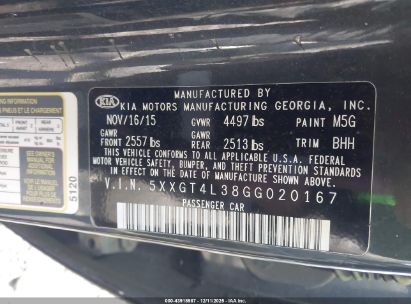 MANUFACTURED BY
KIA KIA MOTORS MANUFACTURING GEORGIA, INC.
NOV/16/15 GVWR 4497 lbs PAINT M5G
GAWR GAWR
FRONT 2557 lbs REAR 2513 lbs TRIM BHH
THIS VEHICLE CONFORMS TO ALL APPLICABLE U.S.A. FEDERAL
MOTOR VEHICLE SAFETY, BUMPER, AND THEFT PREVENTION
STANDARDS IN EFFECT ON THE DATE OF MANUFACTURE SHOWN ABOVE.
V.I.N. 5XXGT4L38GG020167
PASSENGER CAR
5120